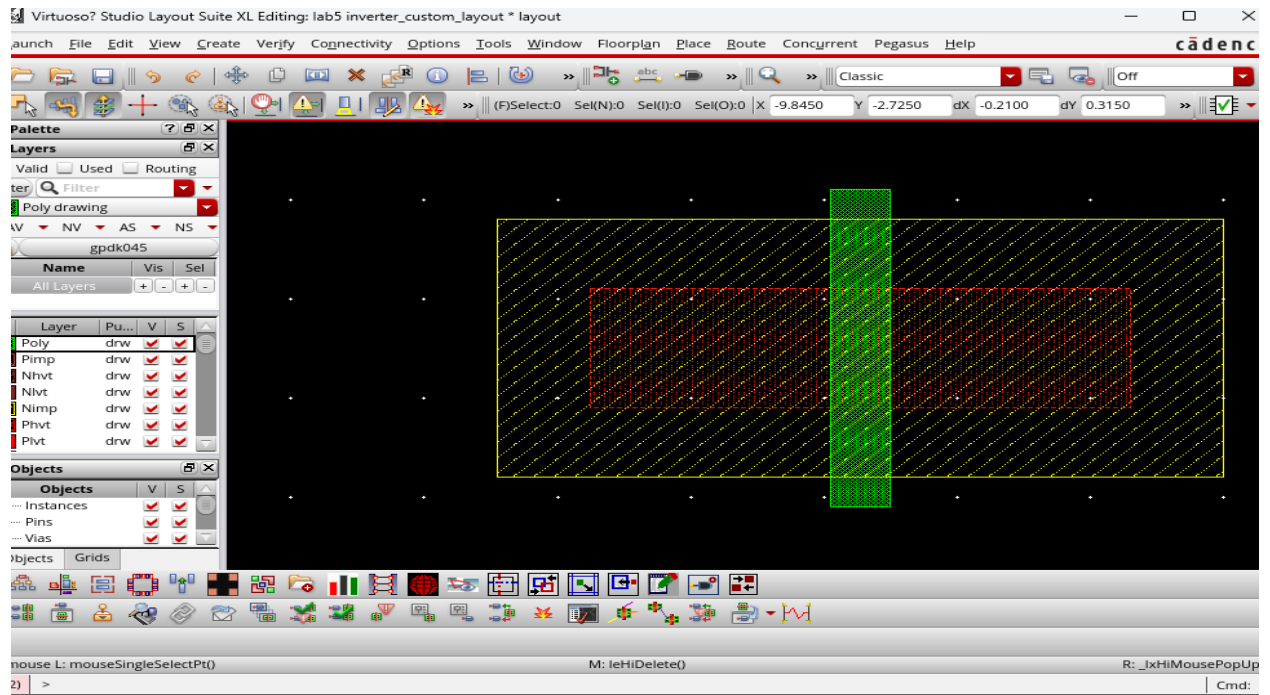 Virtuoso? Studio Layout Suite XL Editing: lab5 inverter_custom_layout * layout
aunch File Edit View Create Verify Connectivity Options Tools Window Floorplan Place Route Concurrent Pegasus Help cādenc
R abc » » » Classic Off
» (F)Select:0 Sel(N):0 Sel(I):0 Sel(O):0 X -9.8450 Y -2.7250 dX -0.2100 dY 0.3150 »
Palette ?
Layers
Valid Used Routing
ter Filter
Poly drawing
AV NV AS NS
gpdk045
Name Vis Sel
All Layers + - + -
Layer Pu... V S
Poly drw
Pimp drw
Nhvt drw
Nlvt drw
Nimp drw
Phvt drw
Plvt drw
Objects
Objects V S
Instances
Pins
Vias
Objects Grids
mouse L: mouseSingleSelectPt() M: leHiDelete() R: _lxHiMousePopUp
2) > Cmd: